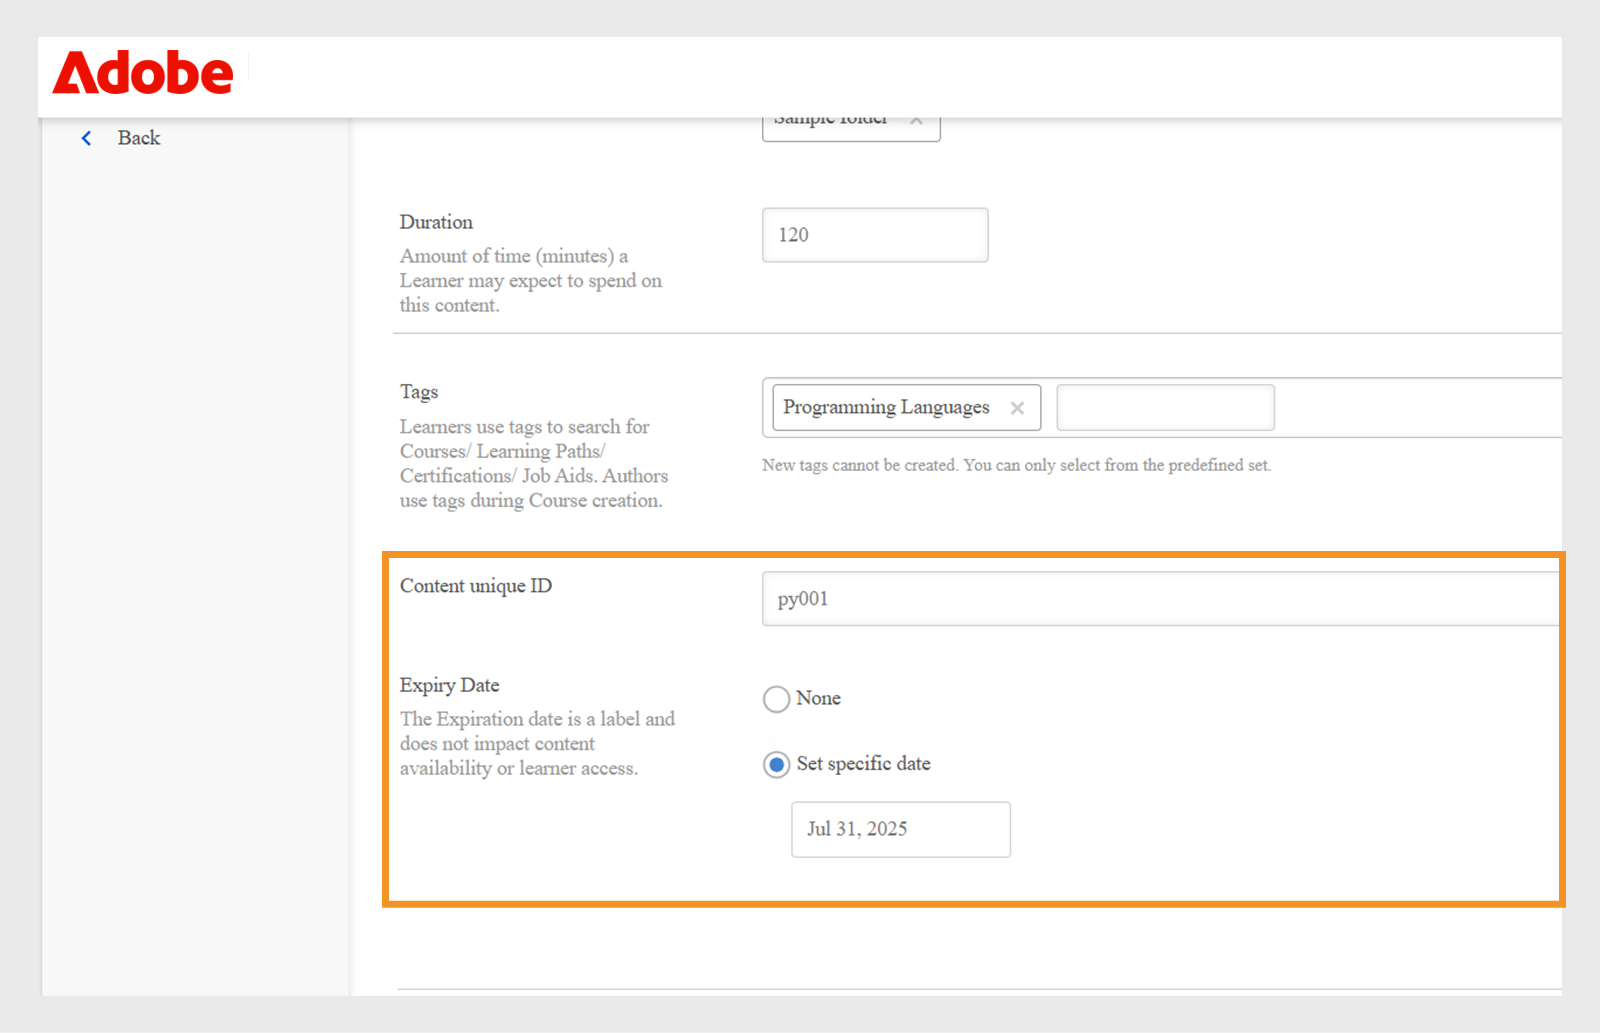 Adobe
Back
Sample folder
Duration
120
Amount of time (minutes) a
Learner may expect to spend on
this content.
Tags
Programming Languages
Learners use tags to search for
Courses/ Learning Paths/
Certifications/ Job Aids. Authors
use tags during Course creation.
New tags cannot be created. You can only select from the predefined set.
Content unique ID
py001
Expiry Date
The Expiration date is a label and
does not impact content
availability or learner access.
None
Set specific date
Jul 31, 2025